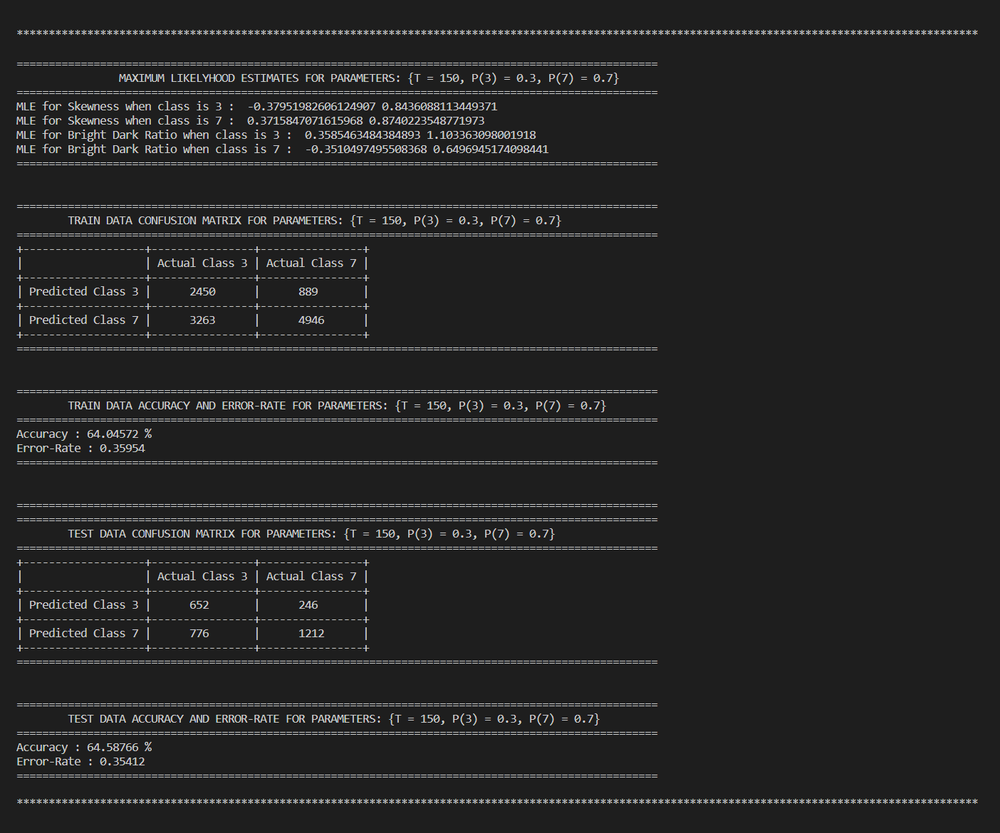 ******************************************************************************************************************************************************
====================================================================================================
                MAXIMUM LIKELYHOOD ESTIMATES FOR PARAMETERS: {T = 150, P(3) = 0.3, P(7) = 0.7}
====================================================================================================
MLE for Skewness when class is 3 :  -0.37951982606124907 0.8436088113449371
MLE for Skewness when class is 7 :  0.3715847071615968 0.8740223548771973
MLE for Bright Dark Ratio when class is 3 :  0.3585463484384893 1.103363098001918
MLE for Bright Dark Ratio when class is 7 :  -0.3510497495508368 0.6496945174098441
====================================================================================================
====================================================================================================
        TRAIN DATA CONFUSION MATRIX FOR PARAMETERS: {T = 150, P(3) = 0.3, P(7) = 0.7}
====================================================================================================
+-------------------+----------------+----------------+
|                   | Actual Class 3 | Actual Class 7 |
+-------------------+----------------+----------------+
| Predicted Class 3 |      2450      |      889       |
+-------------------+----------------+----------------+
| Predicted Class 7 |      3263      |      4946      |
+-------------------+----------------+----------------+
====================================================================================================
====================================================================================================
        TRAIN DATA ACCURACY AND ERROR-RATE FOR PARAMETERS: {T = 150, P(3) = 0.3, P(7) = 0.7}
====================================================================================================
Accuracy : 64.04572 %
Error-Rate : 0.35954
====================================================================================================
====================================================================================================
====================================================================================================
        TEST DATA CONFUSION MATRIX FOR PARAMETERS: {T = 150, P(3) = 0.3, P(7) = 0.7}
====================================================================================================
+-------------------+----------------+----------------+
|                   | Actual Class 3 | Actual Class 7 |
+-------------------+----------------+----------------+
| Predicted Class 3 |      652       |      246       |
+-------------------+----------------+----------------+
| Predicted Class 7 |      776       |      1212      |
+-------------------+----------------+----------------+
====================================================================================================
====================================================================================================
        TEST DATA ACCURACY AND ERROR-RATE FOR PARAMETERS: {T = 150, P(3) = 0.3, P(7) = 0.7}
====================================================================================================
Accuracy : 64.58766 %
Error-Rate : 0.35412
====================================================================================================
******************************************************************************************************************************************************